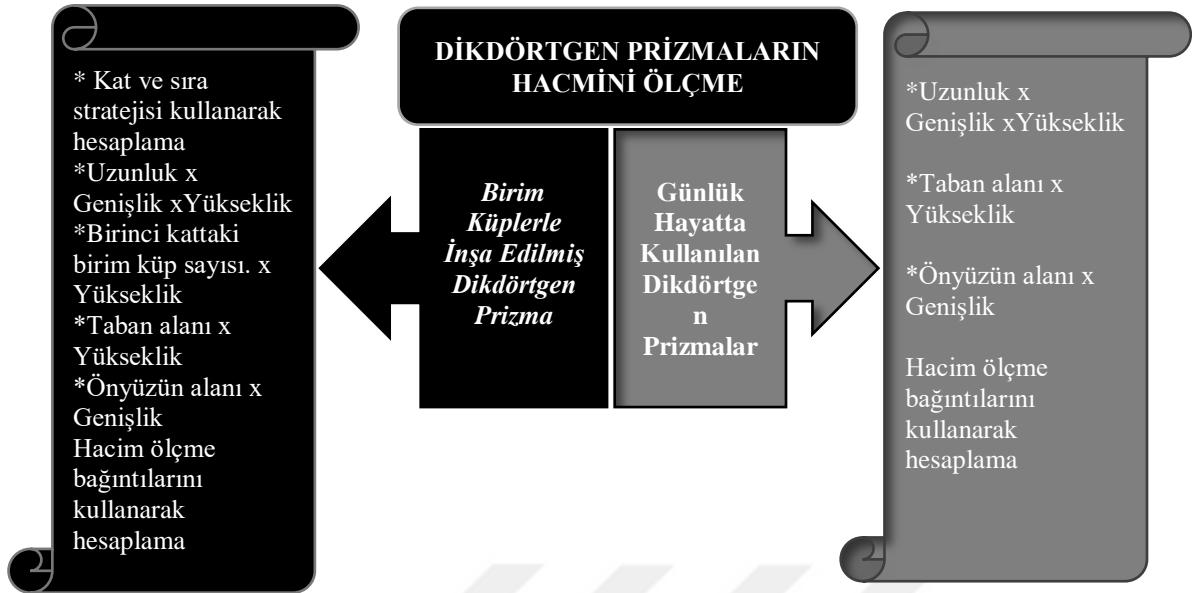 DİKDÖRTGEN PRİZMALARIN
HACMİNİ ÖLÇME
* Kat ve sıra
stratejisi kullanarak
hesaplama
*Uzunluk x
Genişlik xYükseklik
*Birinci kattaki
birim küp sayısı. x
Yükseklik
*Taban alanı x
Yükseklik
*Önyüzün alanı x
Genişlik
Hacim ölçme
bağıntılarını
kullanarak
hesaplama
Birim
Küplerle
İnşa Edilmiş
Dikdörtgen
Prizma
Günlük
Hayatta
Kullanılan
Dikdörtge
n
Prizmalar
*Uzunluk x
Genişlik xYükseklik
*Taban alanı x
Yükseklik
*Önyüzün alanı x
Genişlik
Hacim ölçme
bağıntılarını
kullanarak
hesaplama